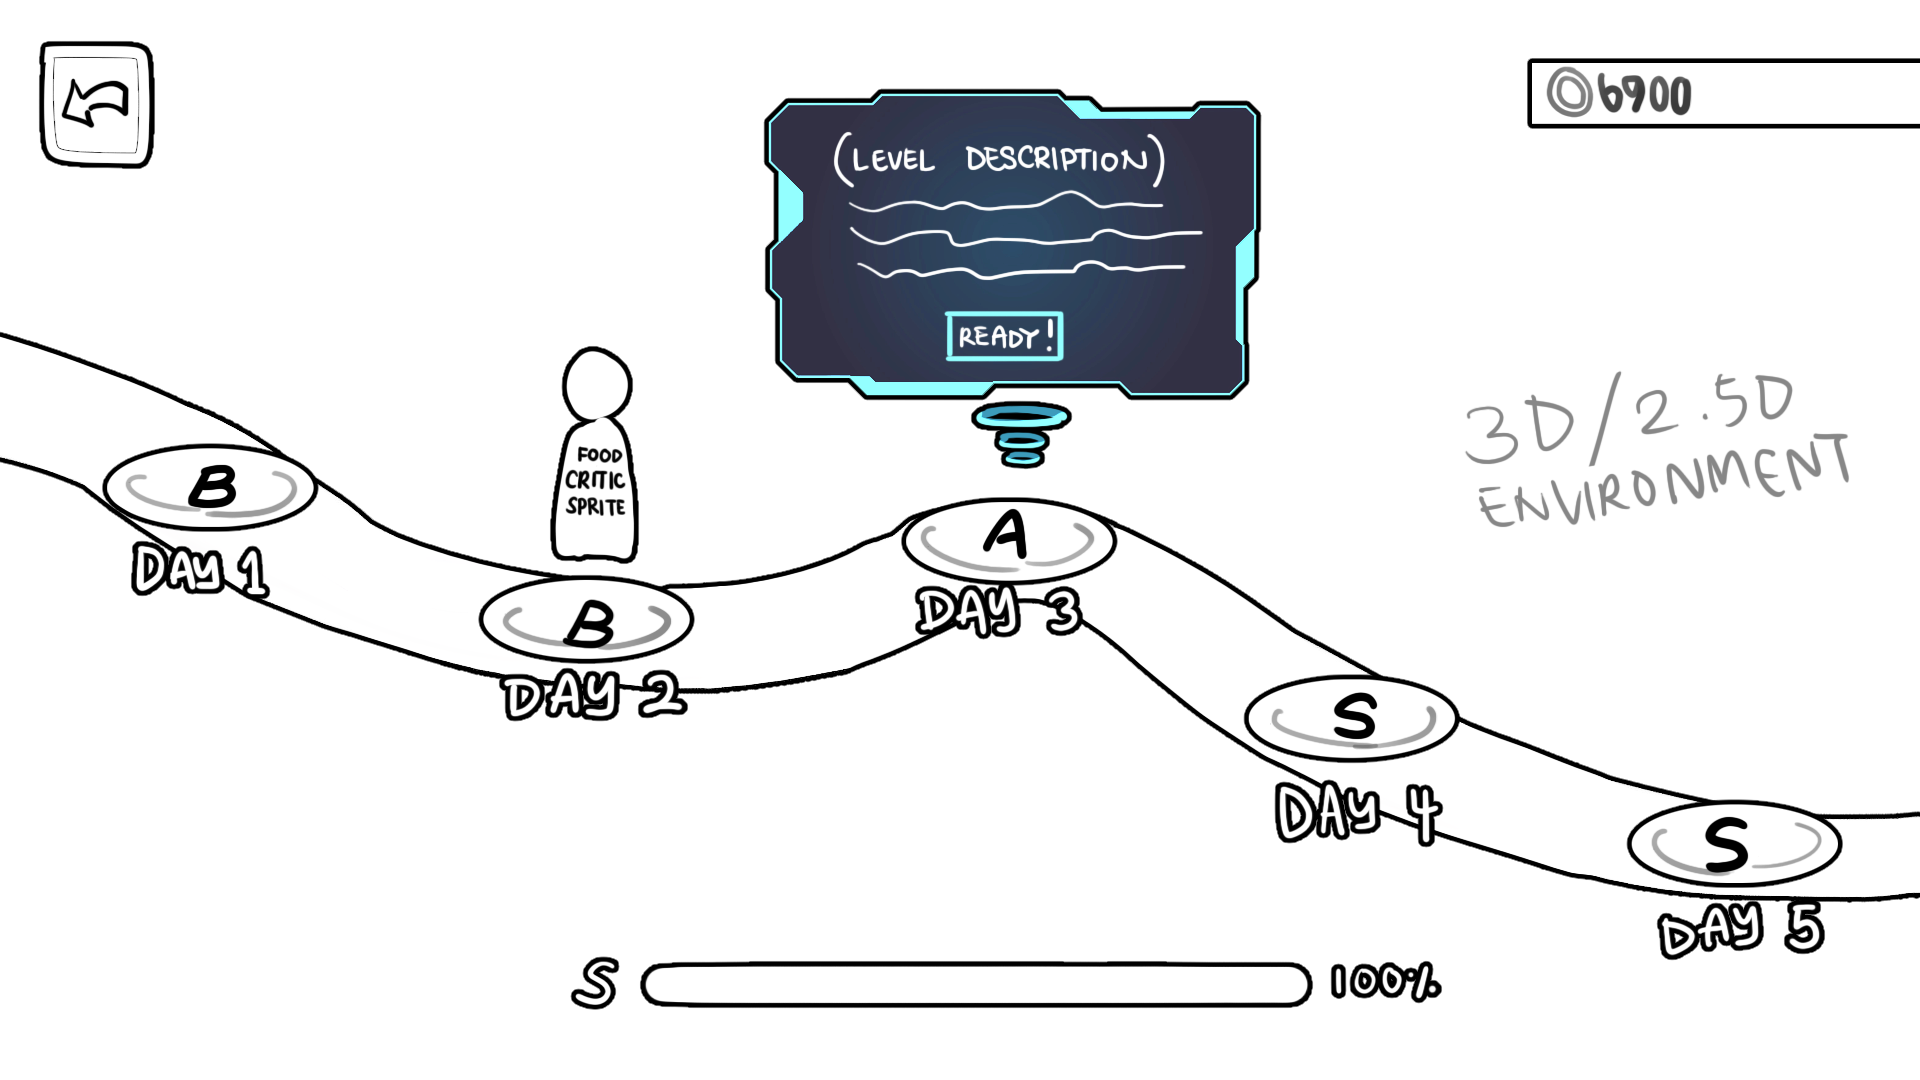 6900
(LEVEL DESCRIPTION)
READY!
3D/2.5D
ENVIRONMENT
FOOD
CRITIC
SPRITE
B
DAY 1
B
DAY 2
A
DAY 3
S
DAY 4
S
DAY 5
S 100%